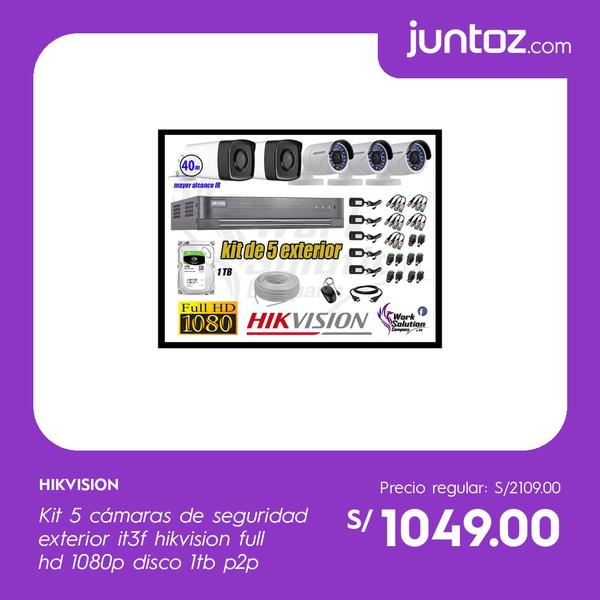 juntoz.com
40m
mayor alcance IR
HIKVISION
kit de 5 exterior
1 TB
Full HD
1080
HIKVISION
Work
Solution
Company
HIKVISION
Kit 5 cámaras de seguridad
exterior it3f hikvision full
hd 1080p disco 1tb p2p
Precio regular: S/2109.00
S/ 1049.00